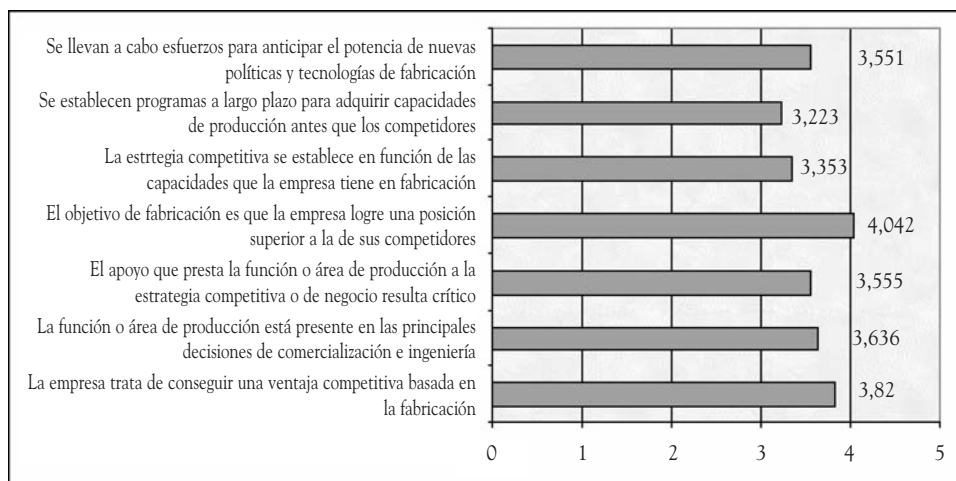 Se llevan a cabo esfuerzos para anticipar el potencia de nuevas
políticas y tecnologías de fabricación
3,551
Se establecen programas a largo plazo para adquirir capacidades
de producción antes que los competidores
3,223
La estrtegia competitiva se establece en función de las
capacidades que la empresa tiene en fabricación
3,353
El objetivo de fabricación es que la empresa logre una posición
superior a la de sus competidores
4,042
El apoyo que presta la función o área de producción a la
estrategia competitiva o de negocio resulta crítico
3,555
La función o área de producción está presente en las principales
decisiones de comercialización e ingeniería
3,636
La empresa trata de conseguir una ventaja competitiva basada en
la fabricación
3,82
0 1 2 3 4 5